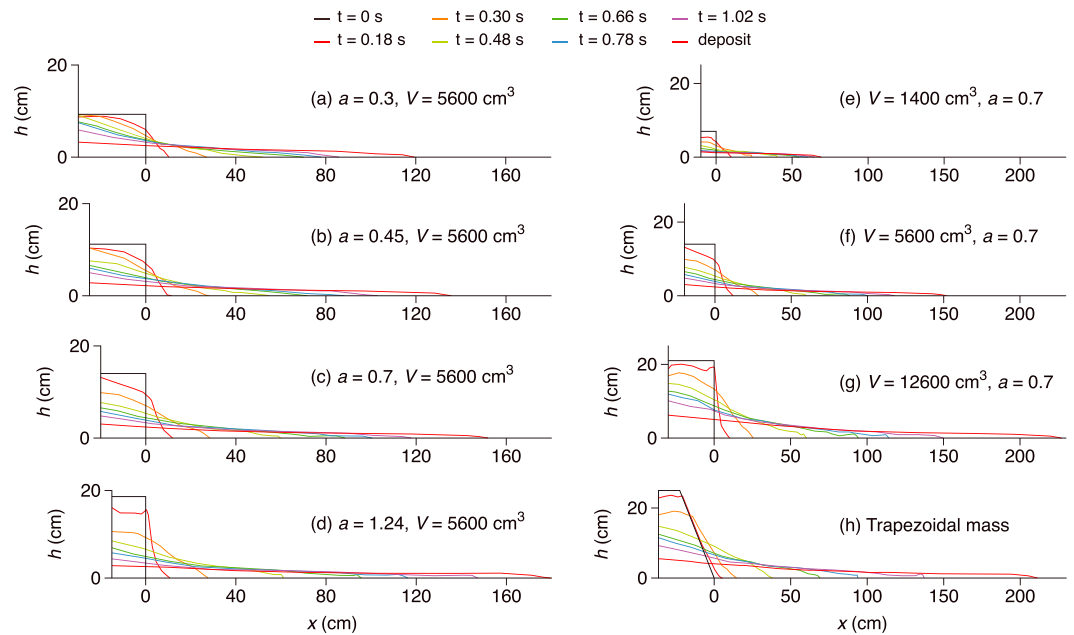 t = 0 s
t = 0.30 s
t = 0.66 s
t = 1.02 s
t = 0.18 s
t = 0.48 s
t = 0.78 s
deposit
20
0
h (cm)
(a) a = 0.3, V = 5600 cm³
0 40 80 120 160
20
0
h (cm)
(e) V = 1400 cm³, a = 0.7
0 50 100 150 200
20
0
h (cm)
(b) a = 0.45, V = 5600 cm³
0 40 80 120 160
20
0
h (cm)
(f) V = 5600 cm³, a = 0.7
0 50 100 150 200
20
0
h (cm)
(c) a = 0.7, V = 5600 cm³
0 40 80 120 160
20
0
h (cm)
(g) V = 12600 cm³, a = 0.7
0 50 100 150 200
20
0
h (cm)
(d) a = 1.24, V = 5600 cm³
0 40 80 120 160
x (cm)
20
0
h (cm)
(h) Trapezoidal mass
0 50 100 150 200
x (cm)